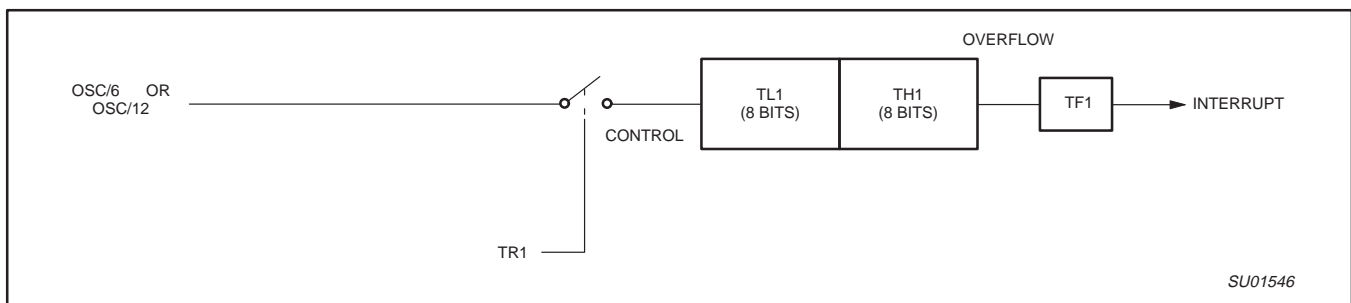 OVERFLOW
OSC/6 OR
OSC/12
TL1
(8 BITS)
TH1
(8 BITS)
TF1
INTERRUPT
CONTROL
TR1
SU01546